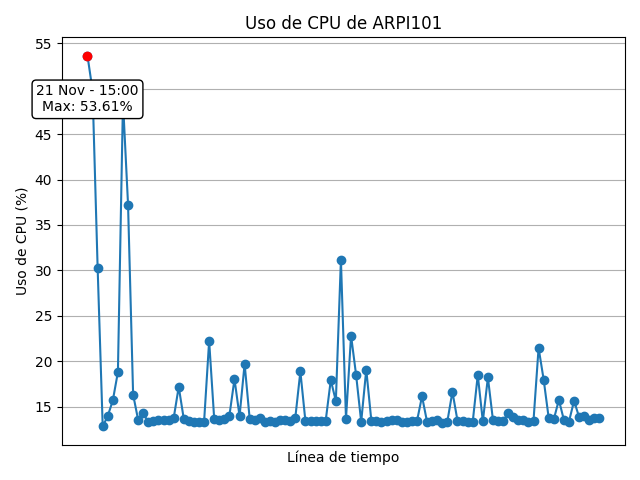 Uso de CPU de ARPI101
Uso de CPU (%)
55
45
40
35
30
25
20
15
21 Nov - 15:00
Max: 53.61%
Línea de tiempo